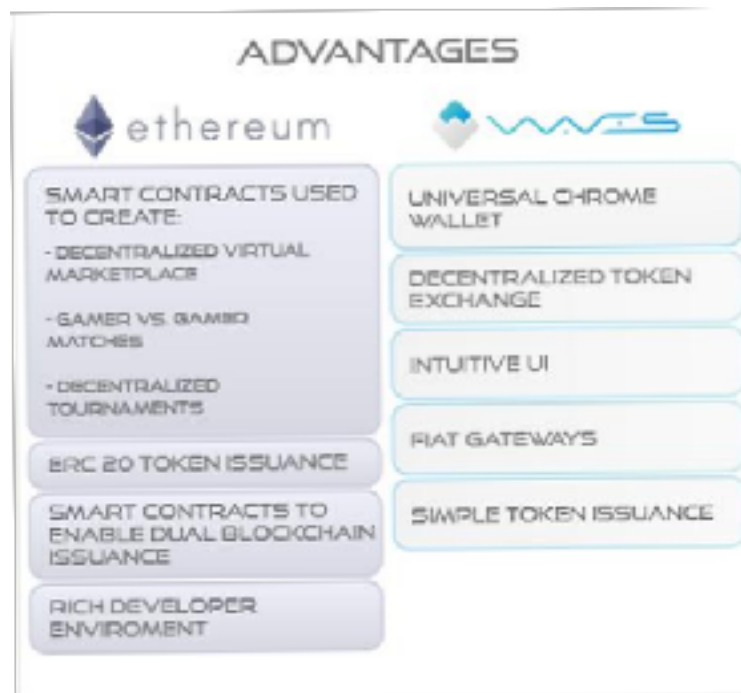 ADVANTAGES
ethereum
SMART CONTRACTS USED
TO CREATE:
- DECENTRALIZED VIRTUAL
MARKETPLACE
- GAMER VS. GAMER
MATCHES
- DECENTRALIZED
TOURNAMENTS
ERC 20 TOKEN ISSUANCE
SMART CONTRACTS TO
ENABLE DUAL BLOCKCHAIN
ISSUANCE
RICH DEVELOPER
ENVIROMENT
WAVES
UNIVERSAL CHROME
WALLET
DECENTRALIZED TOKEN
EXCHANGE
INTUITIVE UI
FIAT GATEWAYS
SIMPLE TOKEN ISSUANCE